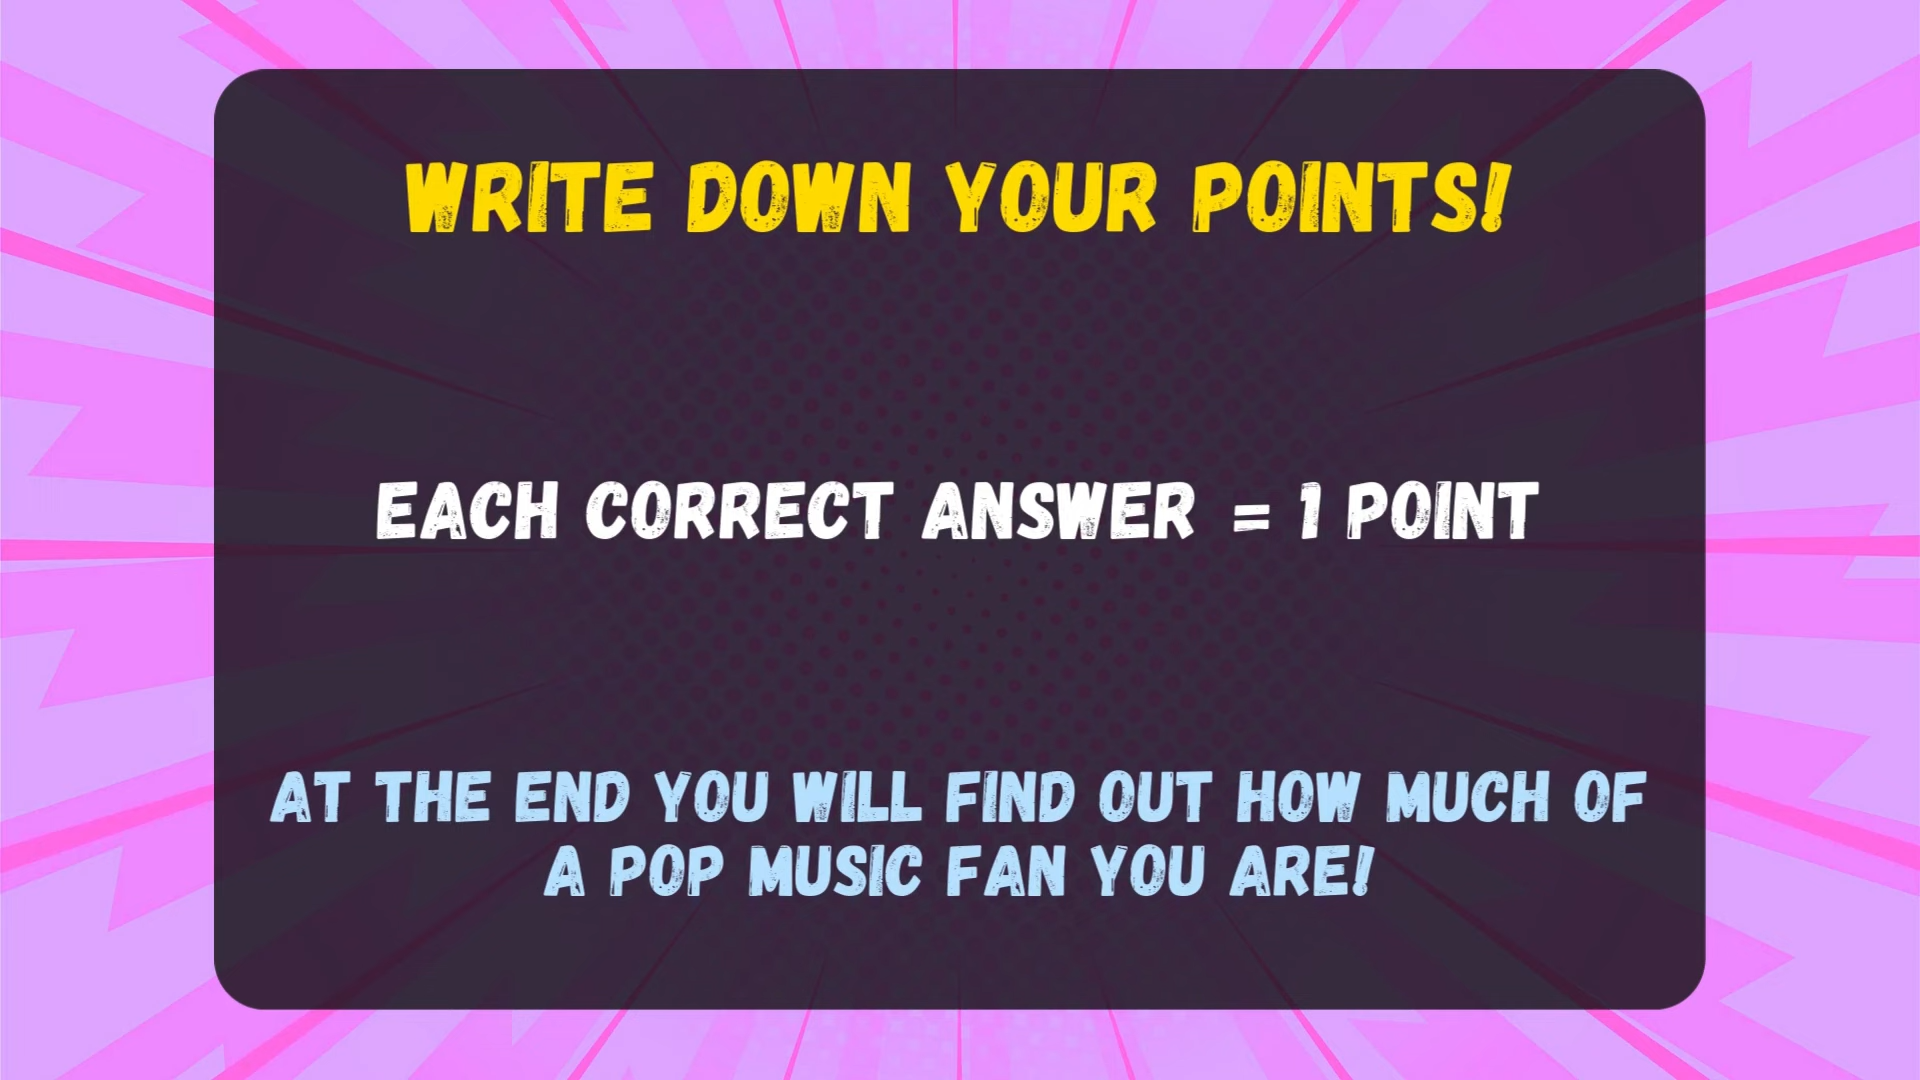 WRITE DOWN YOUR POINTS!
EACH CORRECT ANSWER = 1 POINT
AT THE END YOU WILL FIND OUT HOW MUCH OF
A POP MUSIC FAN YOU ARE!